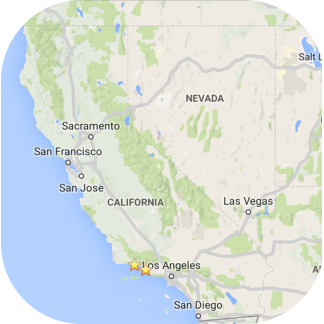 Salt L
NEVADA
Sacramento
San Francisco
San Jose
CALIFORNIA
Las Vegas
Los Angeles
San Diego